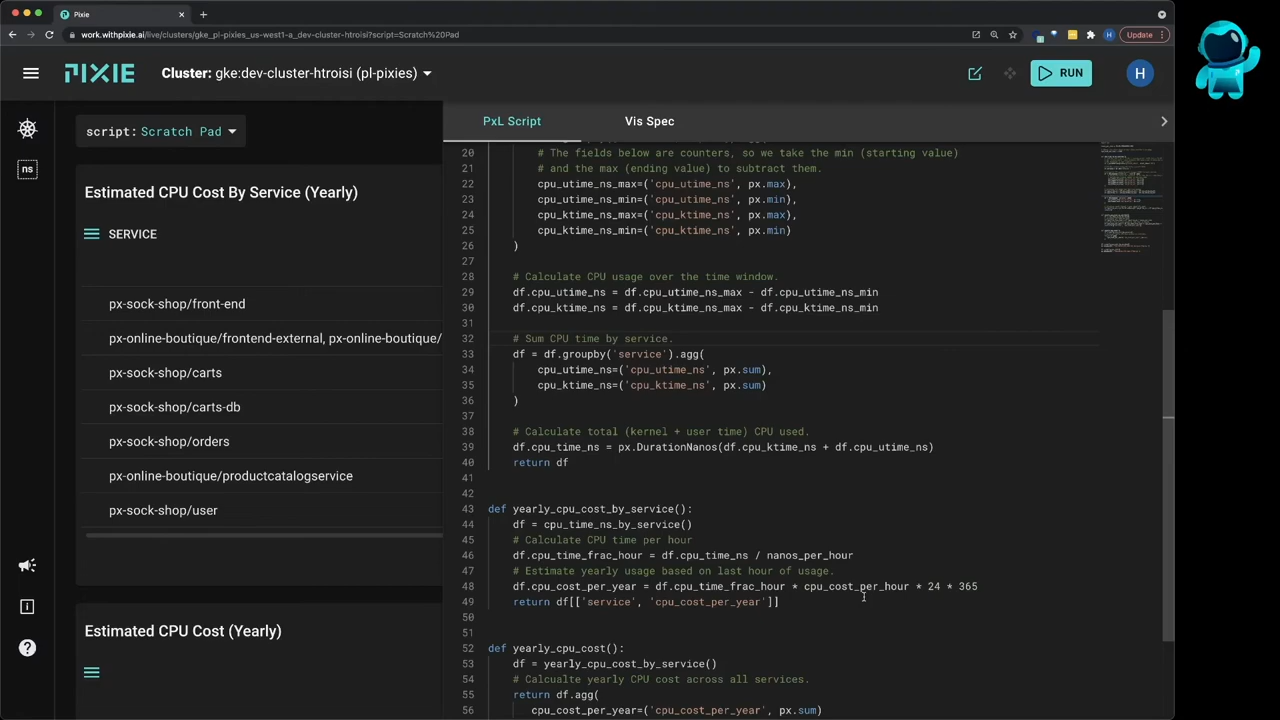 Pixie
work.withpixie.ai/live/clusters/gke_pl-pixies_us-west1-a_dev-cluster-htroisi?script=Scratch%20Pad
H
Update
PIXIE
Cluster: gke:dev-cluster-htroisi (pl-pixies)
RUN
H
ns
script: Scratch Pad
Estimated CPU Cost By Service (Yearly)
SERVICE
px-sock-shop/front-end
px-online-boutique/frontend-external, px-online-boutique/
px-sock-shop/carts
px-sock-shop/carts-db
px-sock-shop/orders
px-online-boutique/productcatalogservice
px-sock-shop/user
Estimated CPU Cost (Yearly)
PxL Script
Vis Spec
20 # The fields below are counters, so we take the min (starting value)
21 # and the max (ending value) to subtract them.
22 cpu_utime_ns_max=('cpu_utime_ns', px.max),
23 cpu_utime_ns_min=('cpu_utime_ns', px.min),
24 cpu_ktime_ns_max=('cpu_ktime_ns', px.max),
25 cpu_ktime_ns_min=('cpu_ktime_ns', px.min)
26 )
27
28 # Calculate CPU usage over the time window.
29 df.cpu_utime_ns = df.cpu_utime_ns_max - df.cpu_utime_ns_min
30 df.cpu_ktime_ns = df.cpu_ktime_ns_max - df.cpu_ktime_ns_min
31
32 # Sum CPU time by service.
33 df = df.groupby('service').agg(
34 cpu_utime_ns=('cpu_utime_ns', px.sum),
35 cpu_ktime_ns=('cpu_ktime_ns', px.sum)
36 )
37
38 # Calculate total (kernel + user time) CPU used.
39 df.cpu_time_ns = px.DurationNanos(df.cpu_ktime_ns + df.cpu_utime_ns)
40 return df
41
42
43 def yearly_cpu_cost_by_service():
44 df = cpu_time_ns_by_service()
45 # Calculate CPU time per hour
46 df.cpu_time_frac_hour = df.cpu_time_ns / nanos_per_hour
47 # Estimate yearly usage based on last hour of usage.
48 df.cpu_cost_per_year = df.cpu_time_frac_hour * cpu_cost_per_hour * 24 * 365
49 return df[['service', 'cpu_cost_per_year']]
50
51
52 def yearly_cpu_cost():
53 df = yearly_cpu_cost_by_service()
54 # Calcualte yearly CPU cost across all services.
55 return df.agg(
56 cpu_cost_per_year=('cpu_cost_per_year', px.sum)